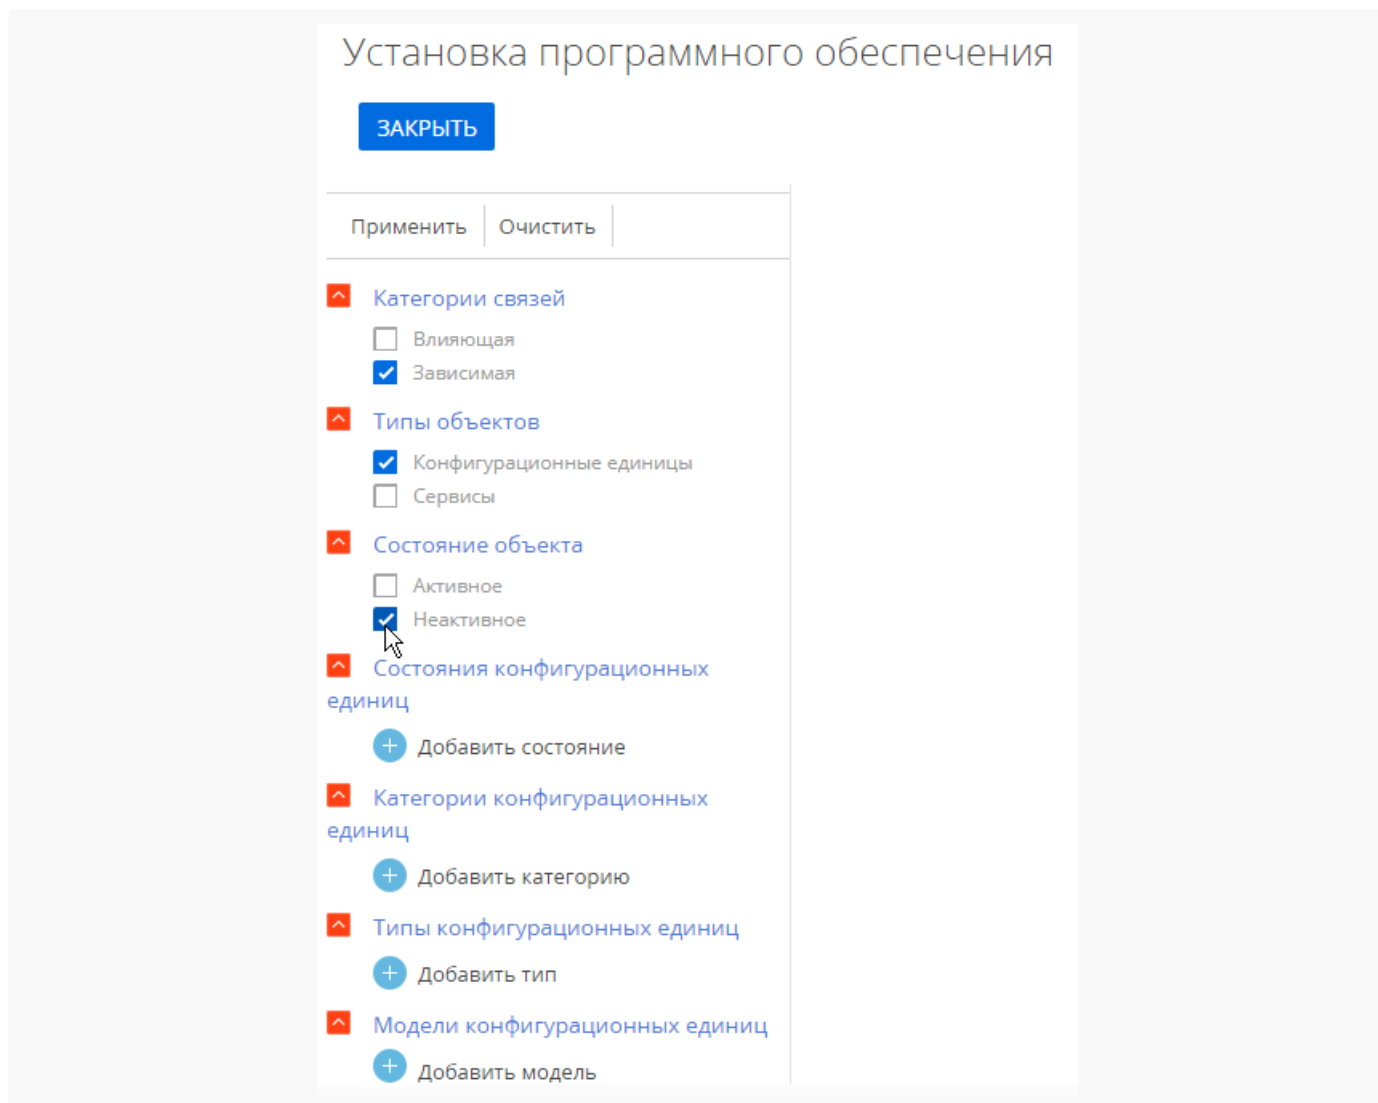 Установка программного обеспечения
ЗАКРЫТЬ
Применить Очистить
Категории связей
Влияющая
Зависимая
Типы объектов
Конфигурационные единицы
Сервисы
Состояние объекта
Активное
Неактивное
Состояния конфигурационных
единиц
Добавить состояние
Категории конфигурационных
единиц
Добавить категорию
Типы конфигурационных единиц
Добавить тип
Модели конфигурационных единиц
Добавить модель